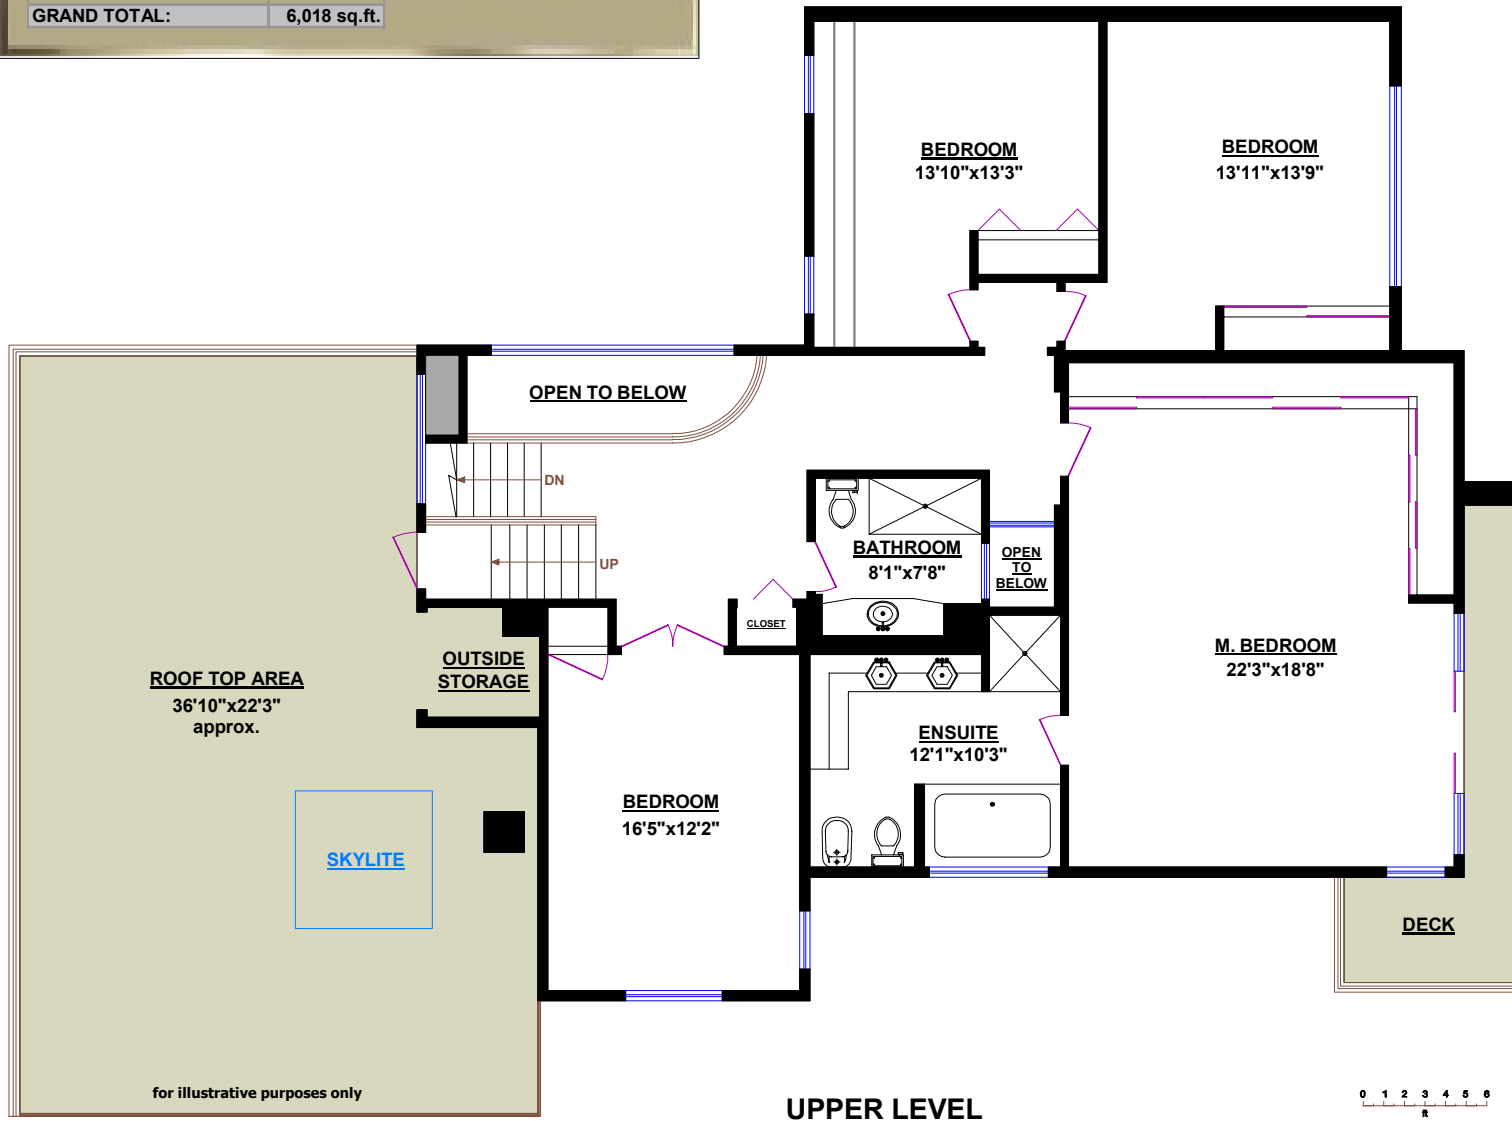 GRAND TOTAL: 6,018 sq.ft.
BEDROOM
13'10"x13'3"
BEDROOM
13'11"x13'9"
OPEN TO BELOW
DN
UP
BATHROOM
8'1"x7'8"
OPEN
TO
BELOW
CLOSET
OUTSIDE
STORAGE
ROOF TOP AREA
36'10"x22'3"
approx.
M. BEDROOM
22'3"x18'8"
ENSUITE
12'1"x10'3"
BEDROOM
16'5"x12'2"
SKYLITE
DECK
for illustrative purposes only
UPPER LEVEL
0 1 2 3 4 5 6
ft